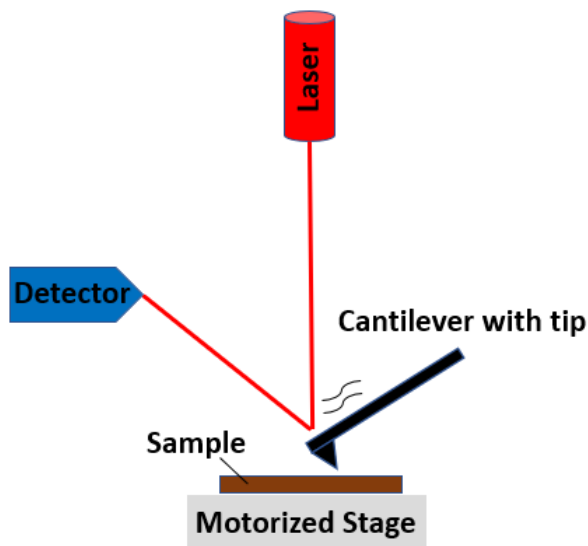 Laser
Detector
Cantilever with tip
Sample
Motorized Stage